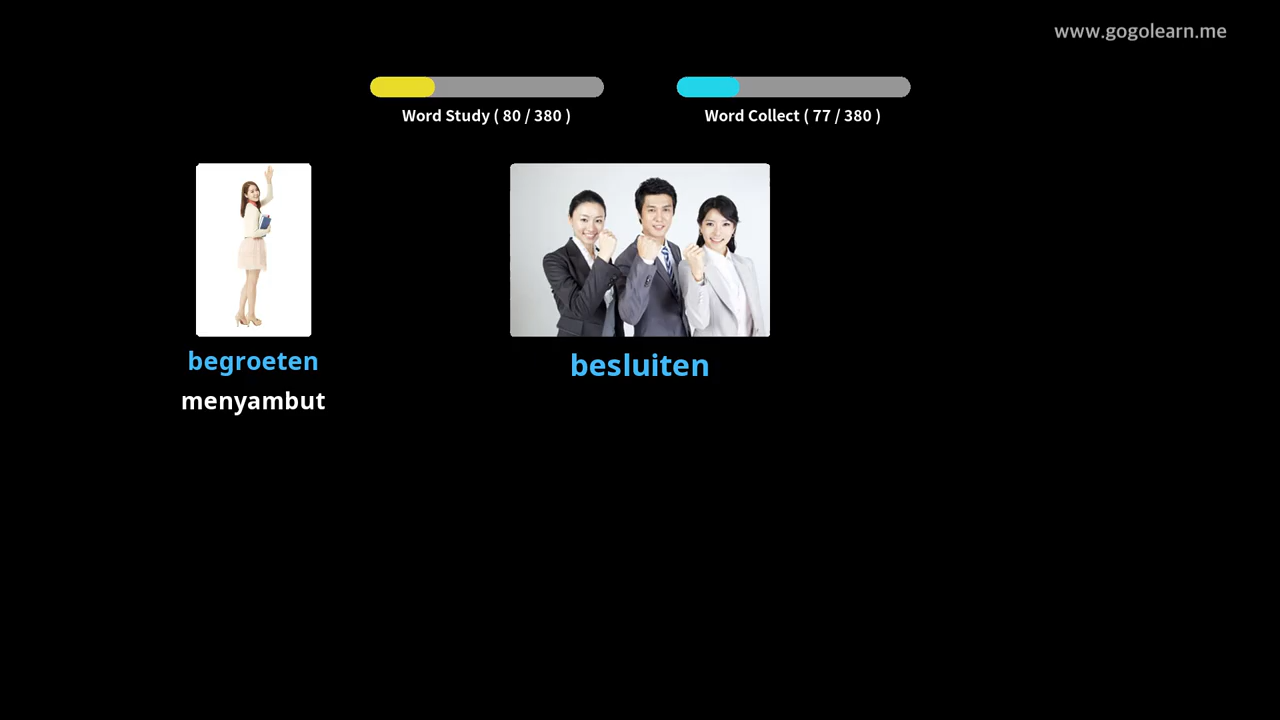 www.gogolearn.me
Word Study ( 80 / 380 )
Word Collect ( 77 / 380 )
begroeten
menyambut
besluiten